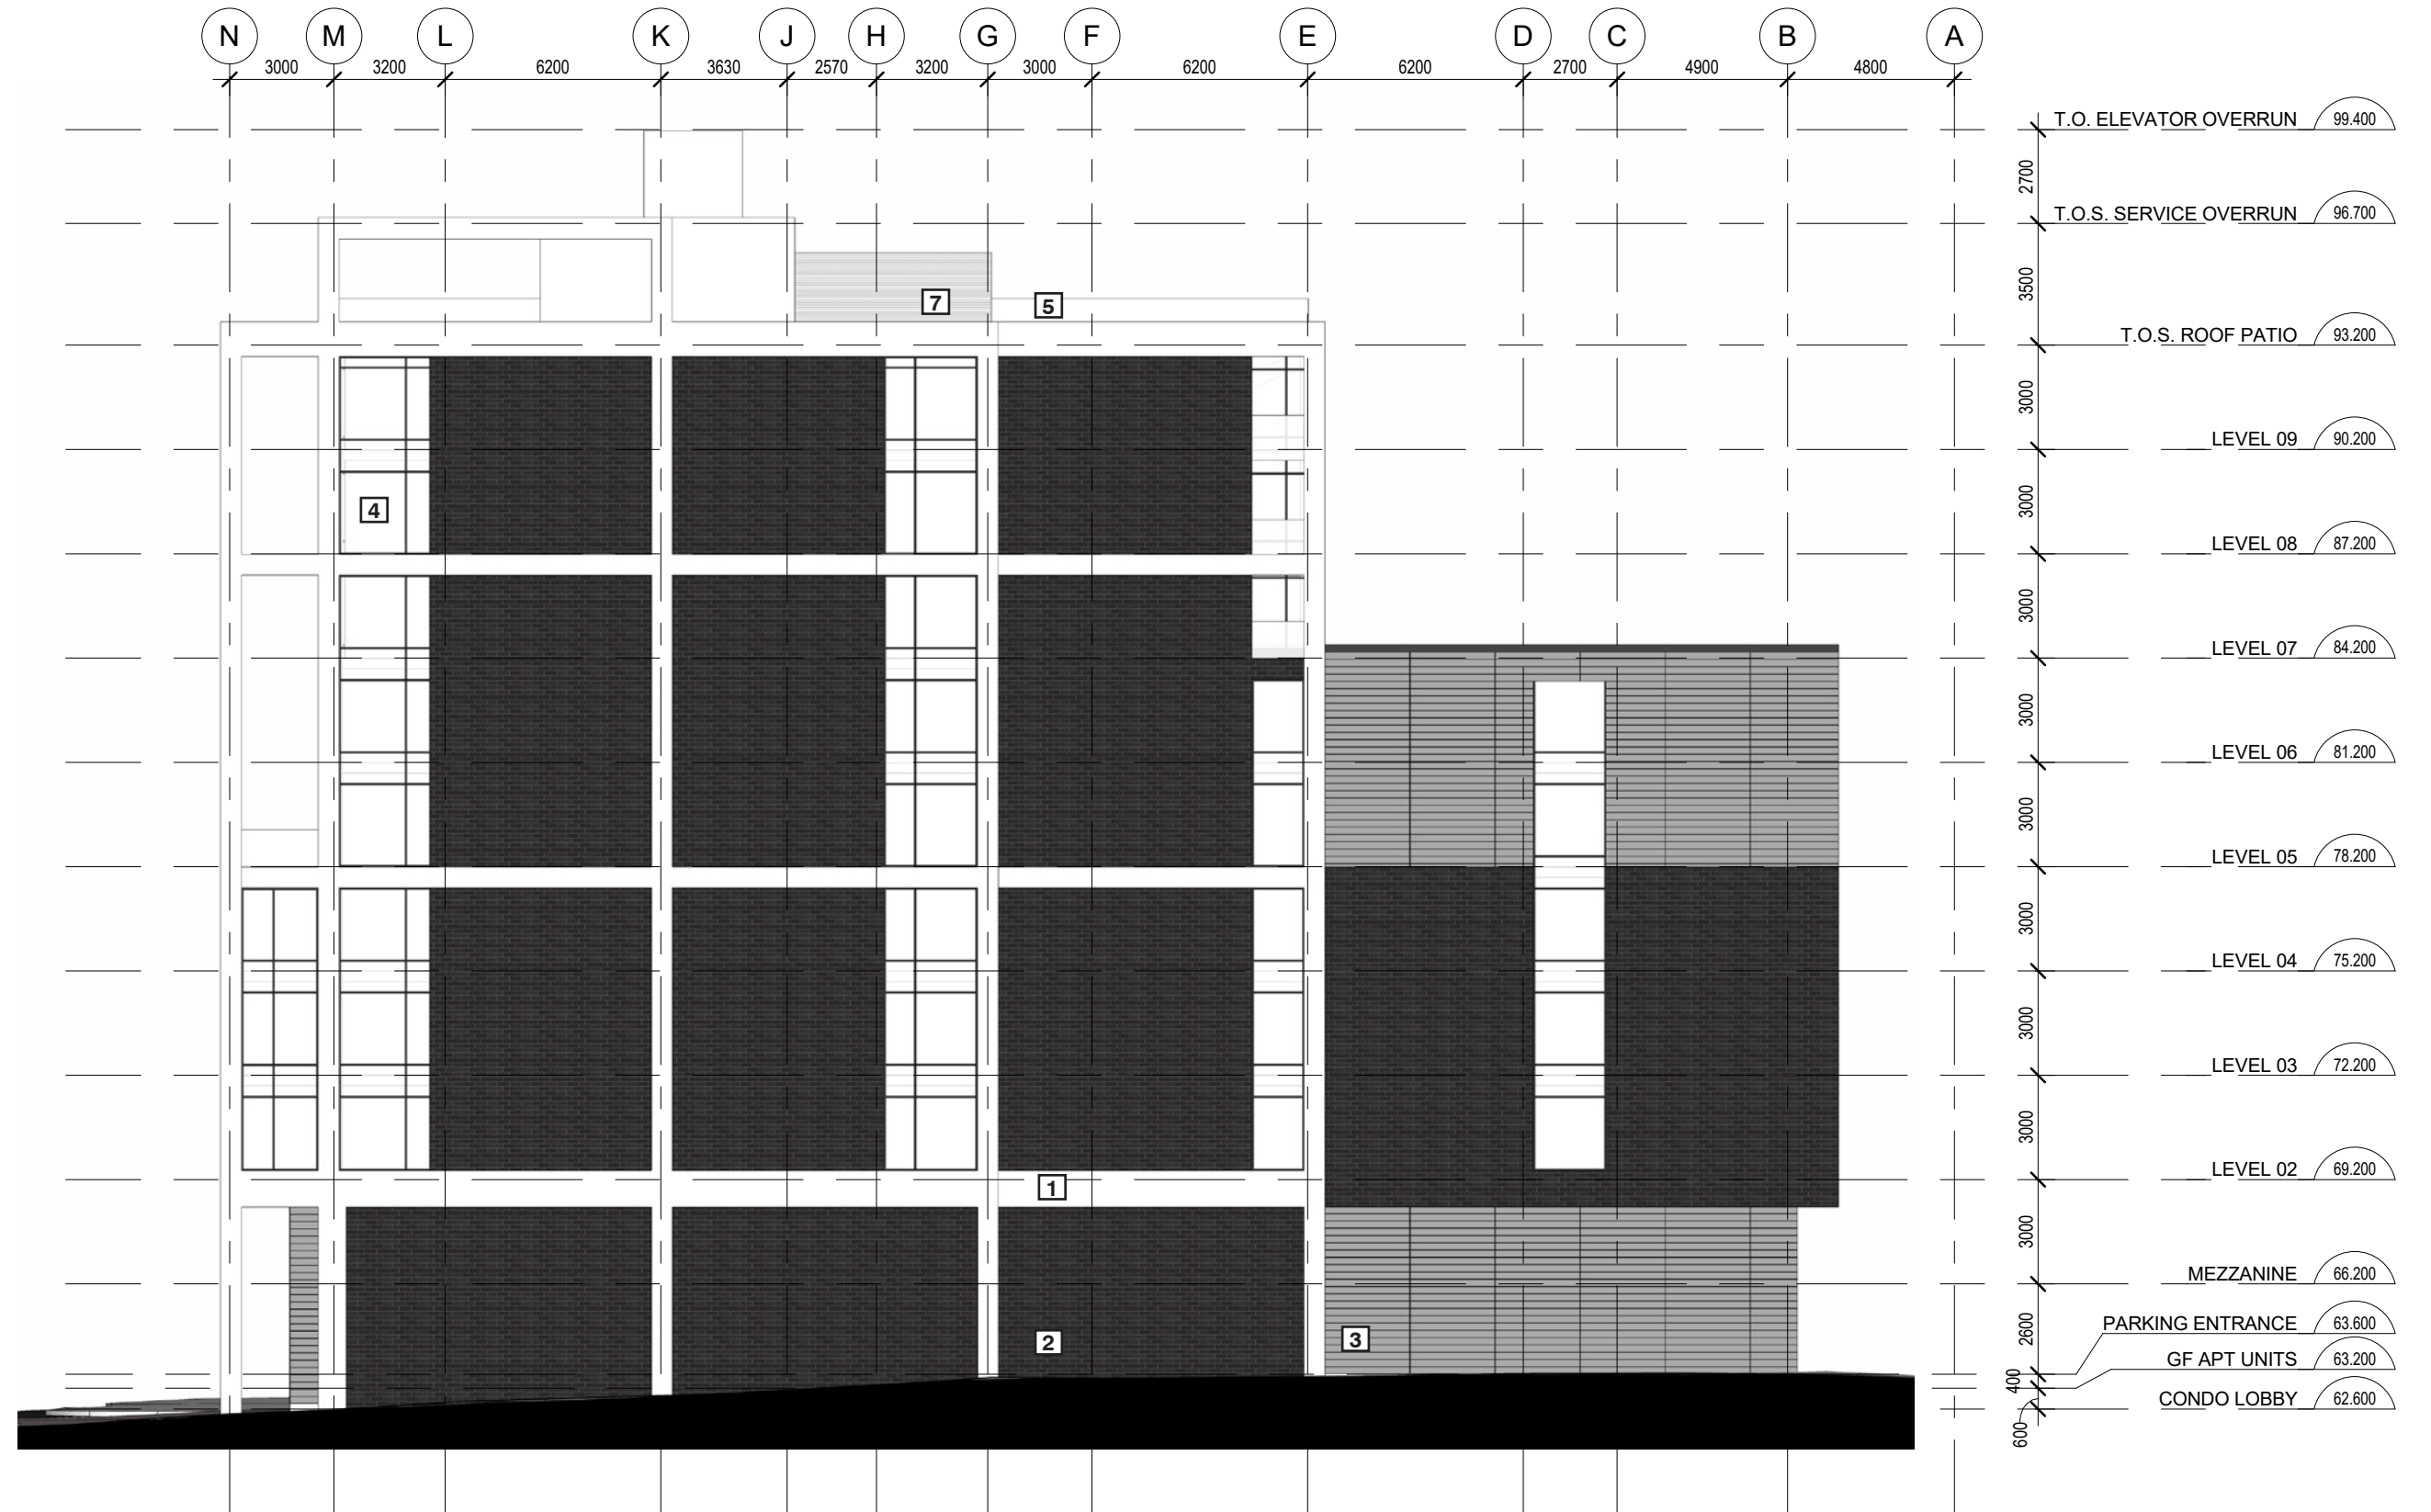 N M L K J H G F E D C B A
3000 3200 6200 3630 2570 3200 3000 6200 6200 2700 4900 4800
T.O. ELEVATOR OVERRUN 99.400
2700
T.O.S. SERVICE OVERRUN 96.700
3500
7 5
T.O.S. ROOF PATIO 93.200
3000
LEVEL 09 90.200
3000
4
LEVEL 08 87.200
3000
LEVEL 07 84.200
3000
LEVEL 06 81.200
3000
LEVEL 05 78.200
3000
LEVEL 04 75.200
3000
LEVEL 03 72.200
3000
LEVEL 02 69.200
1
3000
MEZZANINE 66.200
2600
PARKING ENTRANCE 63.600
2 3
GF APT UNITS 63.200
400
CONDO LOBBY 62.600
600